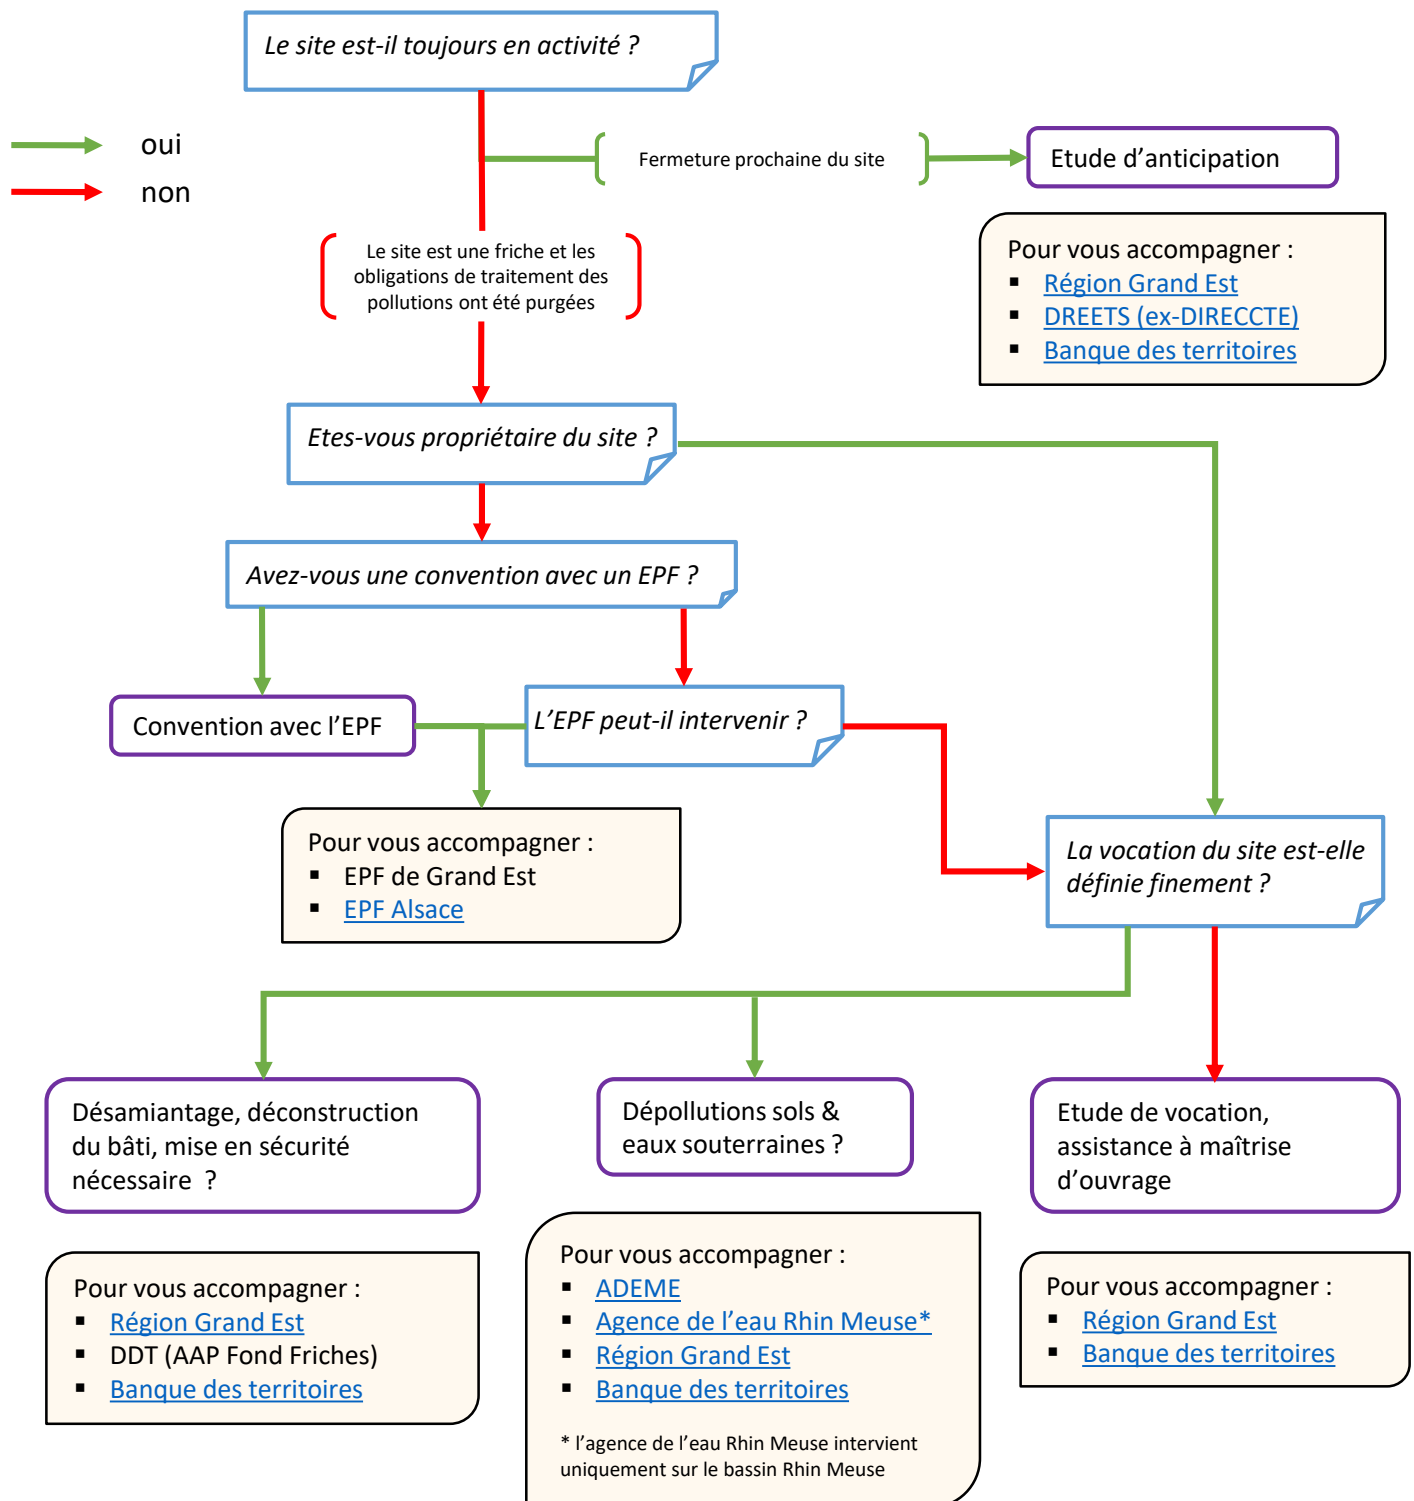 Le site est-il toujours en activité ?
oui
non
Fermeture prochaine du site
Etude d’anticipation
Le site est une friche et les
obligations de traitement des
pollutions ont été purgées
Pour vous accompagner :
▪ Région Grand Est
▪ DREETS (ex-DIRECCTE)
▪ Banque des territoires
Etes-vous propriétaire du site ?
Avez-vous une convention avec un EPF ?
Convention avec l’EPF
L’EPF peut-il intervenir ?
Pour vous accompagner :
▪ EPF de Grand Est
▪ EPF Alsace
La vocation du site est-elle
définie finement ?
Désamiantage, déconstruction
du bâti, mise en sécurité
nécessaire  ?
Dépollutions sols &
eaux souterraines ?
Etude de vocation,
assistance à maîtrise
d’ouvrage
Pour vous accompagner :
▪ Région Grand Est
▪ DDT (AAP Fond Friches)
▪ Banque des territoires
Pour vous accompagner :
▪ ADEME
▪ Agence de l’eau Rhin Meuse*
▪ Région Grand Est
▪ Banque des territoires
* l’agence de l’eau Rhin Meuse intervient
uniquement sur le bassin Rhin Meuse
Pour vous accompagner :
▪ Région Grand Est
▪ Banque des territoires